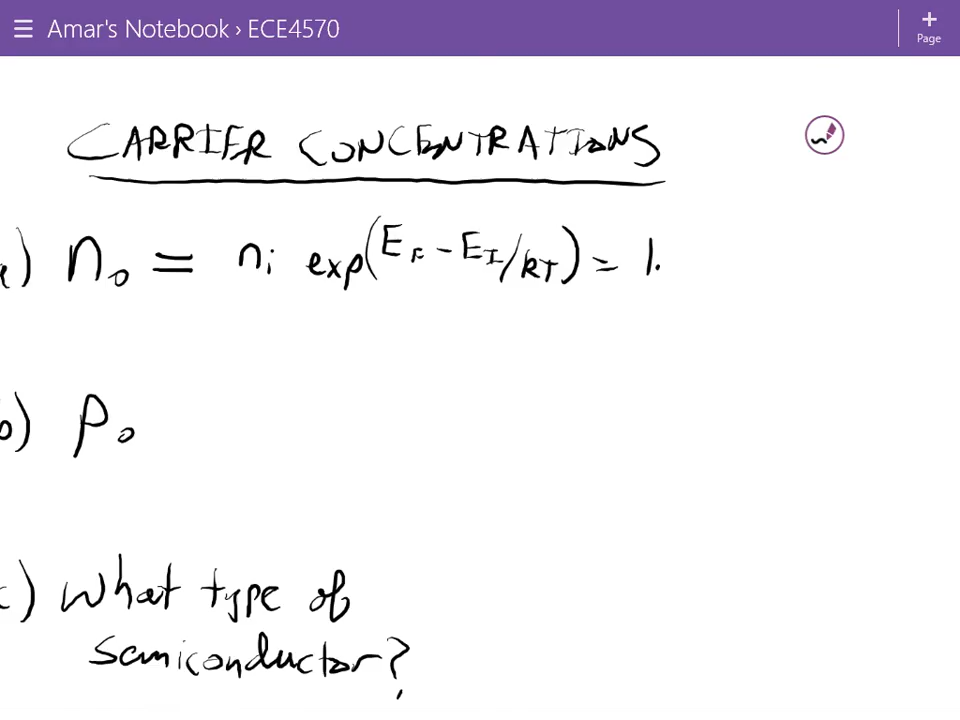 Amar's Notebook › ECE4570
Page
CARRIER CONCENTRATIONS
a) n₀ = nᵢ exp(E_F - E_I/kT) = 1.
b) p₀
c) What type of
semiconductor?